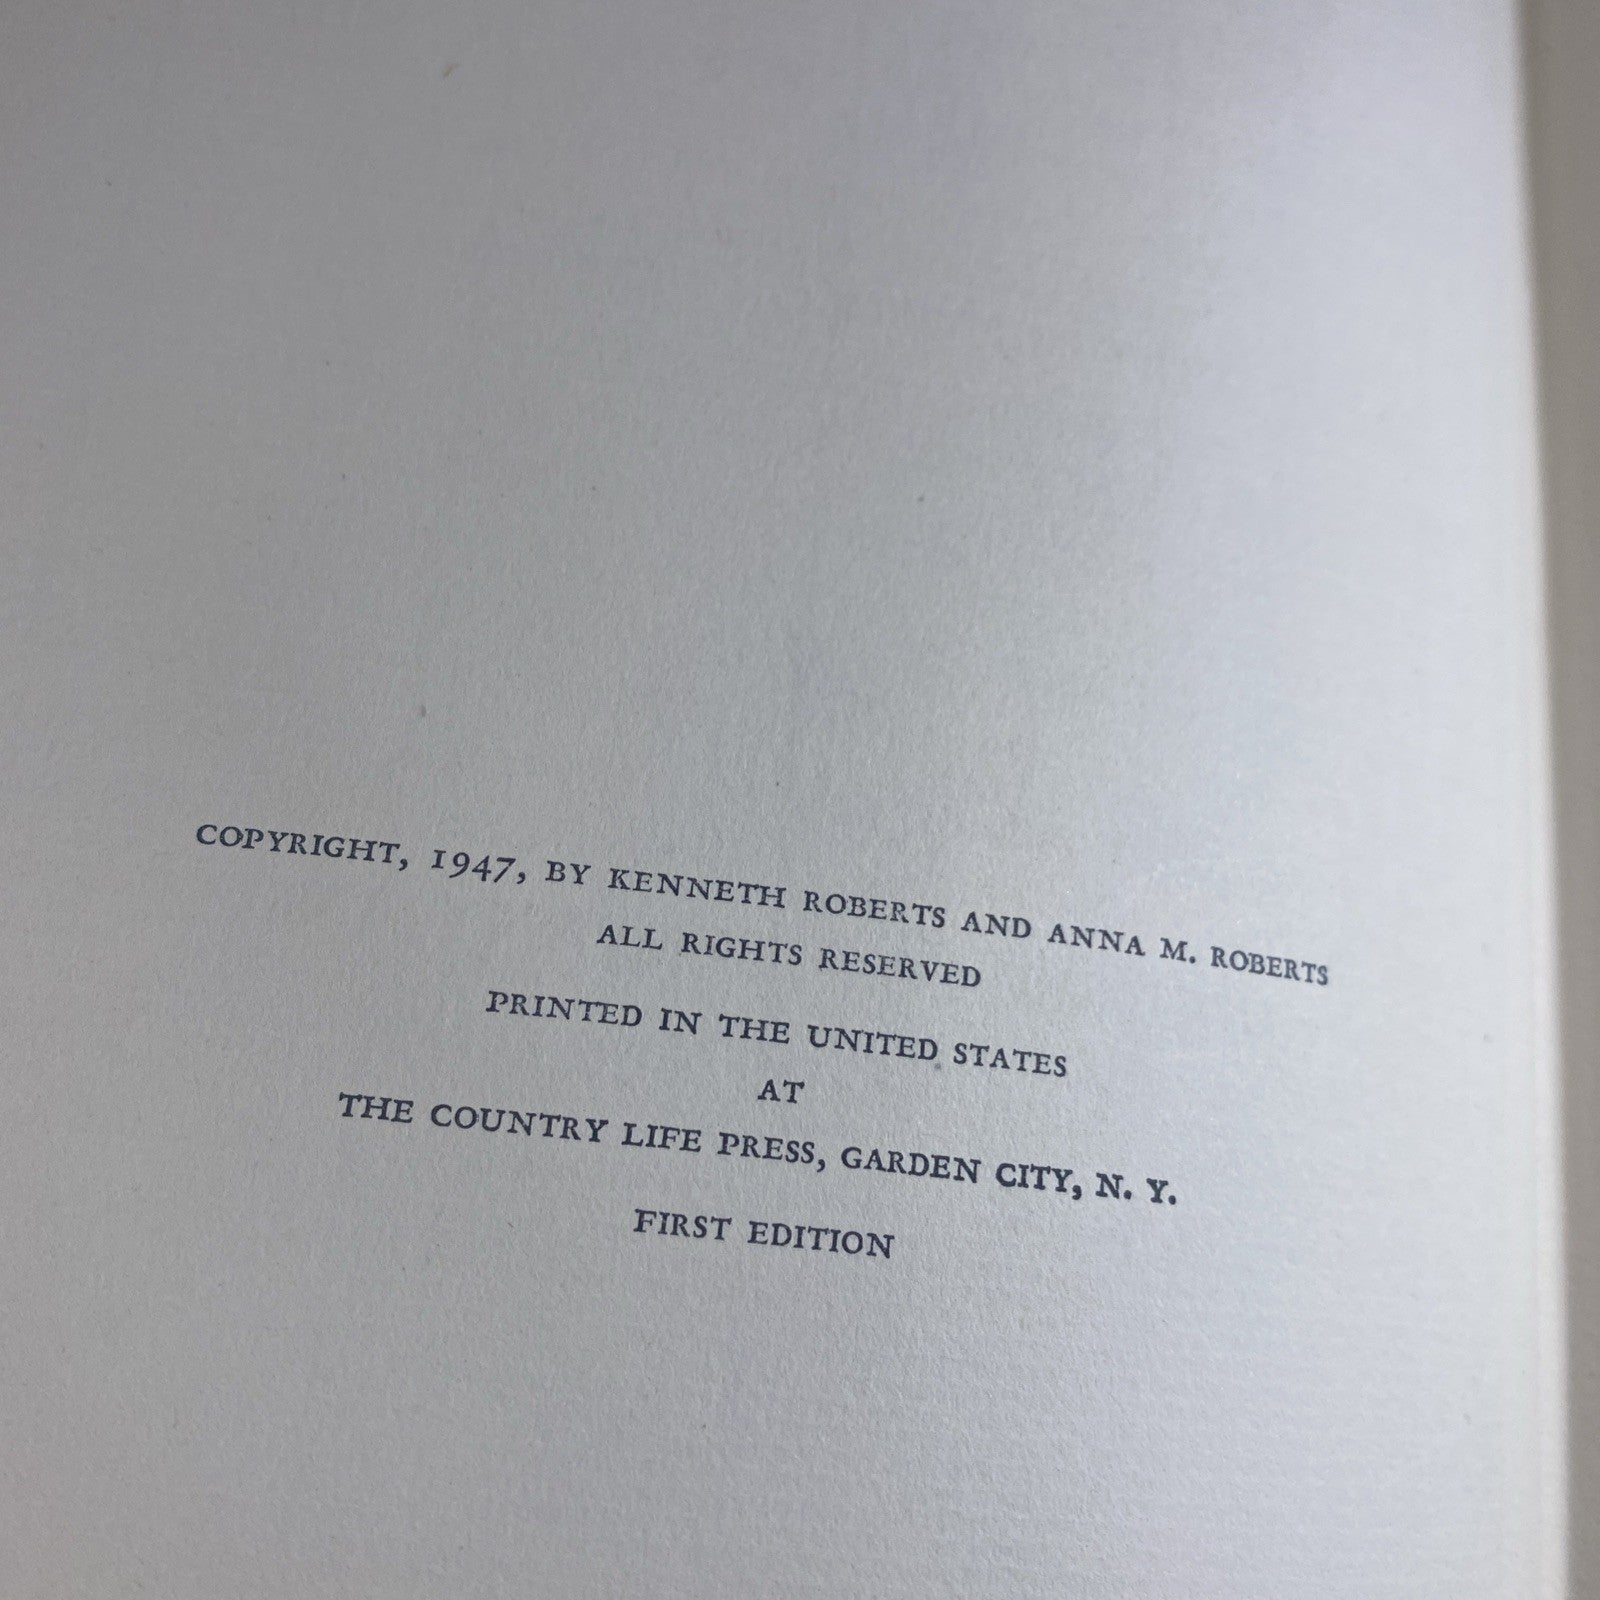 COPYRIGHT, 1947, BY KENNETH ROBERTS AND ANNA M. ROBERTS
ALL RIGHTS RESERVED
PRINTED IN THE UNITED STATES
AT
THE COUNTRY LIFE PRESS, GARDEN CITY, N. Y.
FIRST EDITION